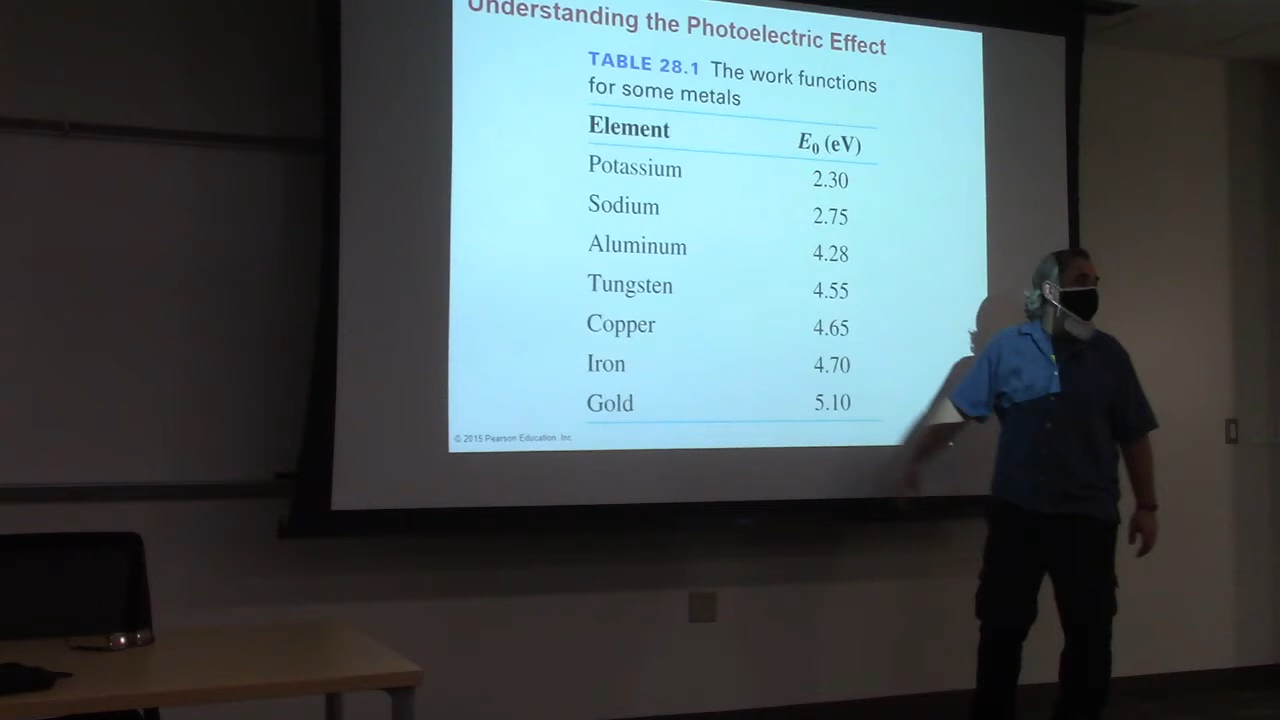 Understanding the Photoelectric Effect
TABLE 28.1 The work functions
for some metals
Element E₀ (eV)
Potassium 2.30
Sodium 2.75
Aluminum 4.28
Tungsten 4.55
Copper 4.65
Iron 4.70
Gold 5.10
© 2015 Pearson Education, Inc.